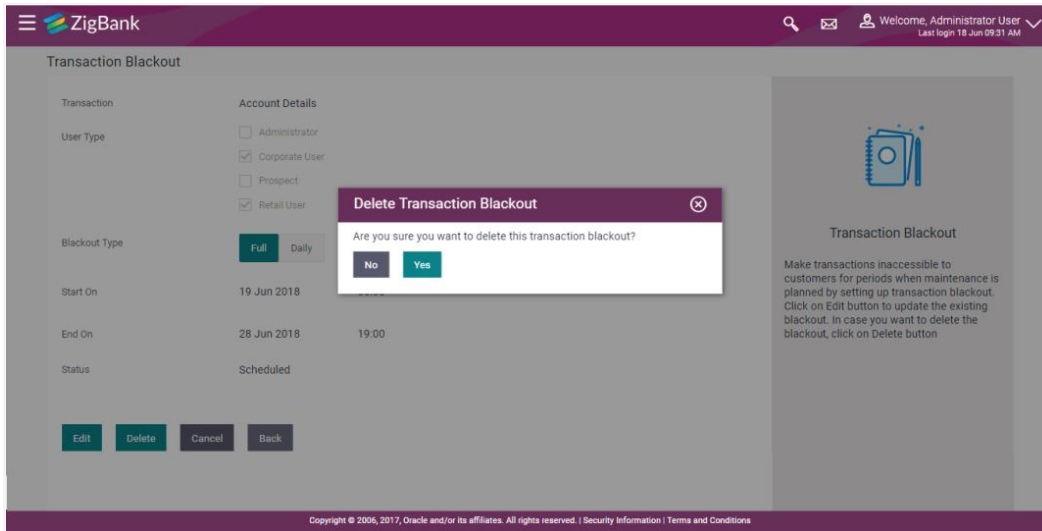 ZigBank
Welcome, Administrator User
Last login 18 Jun 09:31 AM
Transaction Blackout
Transaction Account Details
User Type Administrator
Corporate User
Prospect
Retail User
Delete Transaction Blackout
Are you sure you want to delete this transaction blackout?
No Yes
Blackout Type Full Daily
Start On 19 Jun 2018
End On 28 Jun 2018 19:00
Status Scheduled
Edit Delete Cancel Back
Transaction Blackout
Make transactions inaccessible to
customers for periods when maintenance is
planned by setting up transaction blackout.
Click on Edit button to update the existing
blackout. In case you want to delete the
blackout, click on Delete button
Copyright © 2006, 2017, Oracle and/or its affiliates. All rights reserved. | Security Information | Terms and Conditions